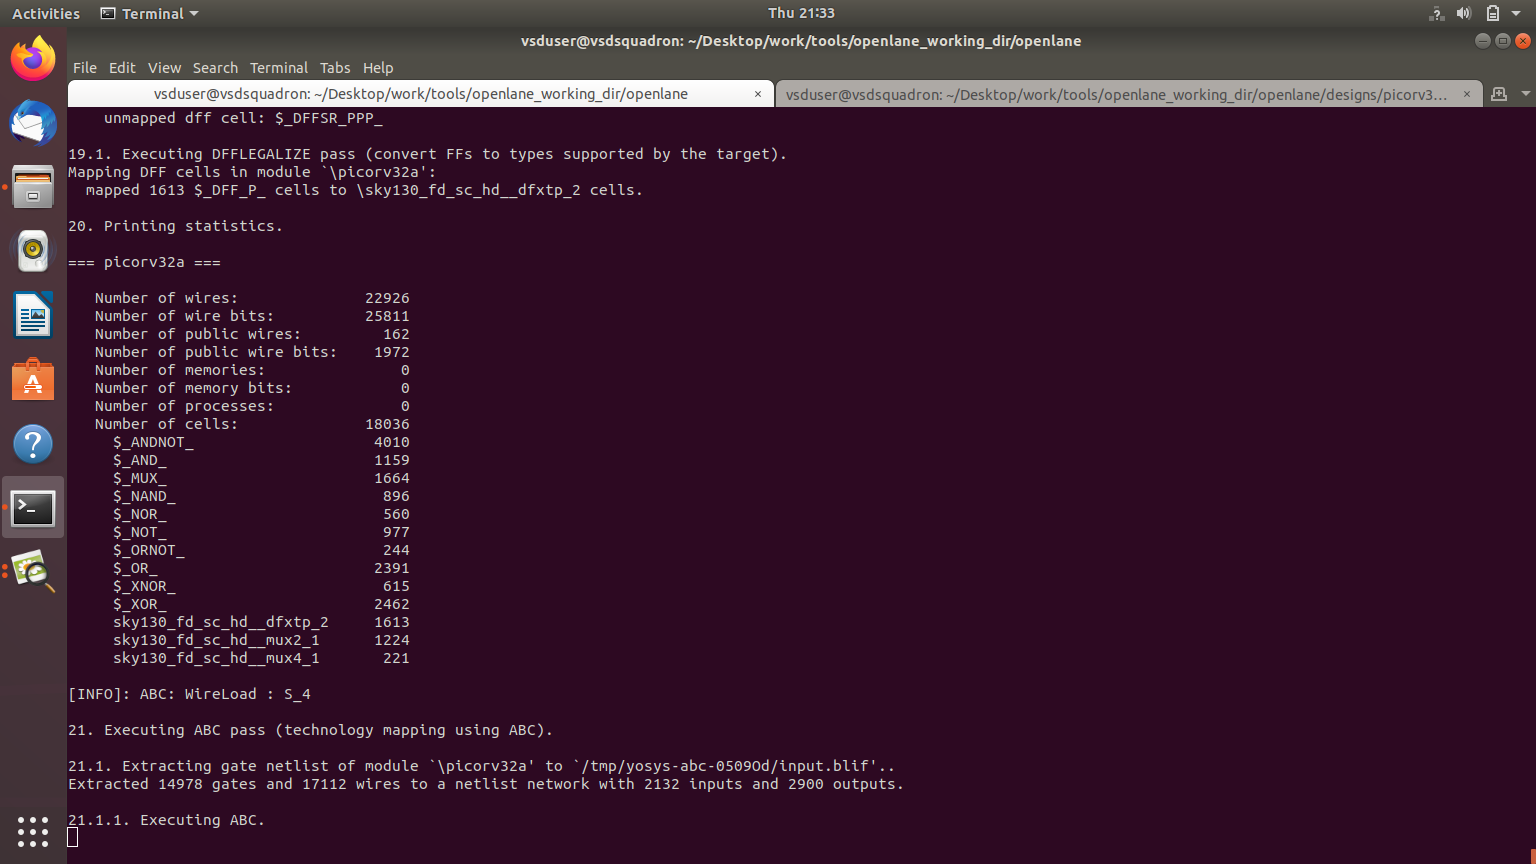 Activities Terminal Thu 21:33
vsduser@vsdsquadron: ~/Desktop/work/tools/openlane_working_dir/openlane
File Edit View Search Terminal Tabs Help
vsduser@vsdsquadron: ~/Desktop/work/tools/openlane_working_dir/openlane × vsduser@vsdsquadron: ~/Desktop/work/tools/openlane_working_dir/openlane/designs/picorv3... ×
unmapped dff cell: $_DFFSR_PPP_
19.1. Executing DFFLEGALIZE pass (convert FFs to types supported by the target).
Mapping DFF cells in module `\picorv32a':
mapped 1613 $_DFF_P_ cells to \sky130_fd_sc_hd__dfxtp_2 cells.
20. Printing statistics.
=== picorv32a ===
Number of wires: 22926
Number of wire bits: 25811
Number of public wires: 162
Number of public wire bits: 1972
Number of memories: 0
Number of memory bits: 0
Number of processes: 0
Number of cells: 18036
$_ANDNOT_ 4010
$_AND_ 1159
$_MUX_ 1664
$_NAND_ 896
$_NOR_ 560
$_NOT_ 977
$_ORNOT_ 244
$_OR_ 2391
$_XNOR_ 615
$_XOR_ 2462
sky130_fd_sc_hd__dfxtp_2 1613
sky130_fd_sc_hd__mux2_1 1224
sky130_fd_sc_hd__mux4_1 221
[INFO]: ABC: WireLoad : S_4
21. Executing ABC pass (technology mapping using ABC).
21.1. Extracting gate netlist of module `\picorv32a' to `/tmp/yosys-abc-0509Od/input.blif'..
Extracted 14978 gates and 17112 wires to a netlist network with 2132 inputs and 2900 outputs.
21.1.1. Executing ABC.